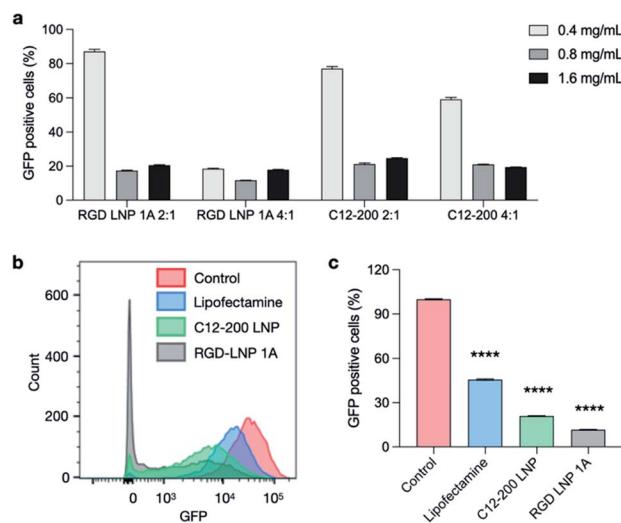 a
GFP positive cells (%)
100
80
60
40
20
0
RGD LNP 1A 2:1
RGD LNP 1A 4:1
C12-200 2:1
C12-200 4:1
0.4 mg/mL
0.8 mg/mL
1.6 mg/mL
b
Count
600
400
200
0
0
10³
10⁴
10⁵
GFP
Control
Lipofectamine
C12-200 LNP
RGD-LNP 1A
c
GFP positive cells (%)
120
90
60
30
0
****
****
****
Control
Lipofectamine
C12-200 LNP
RGD LNP 1A